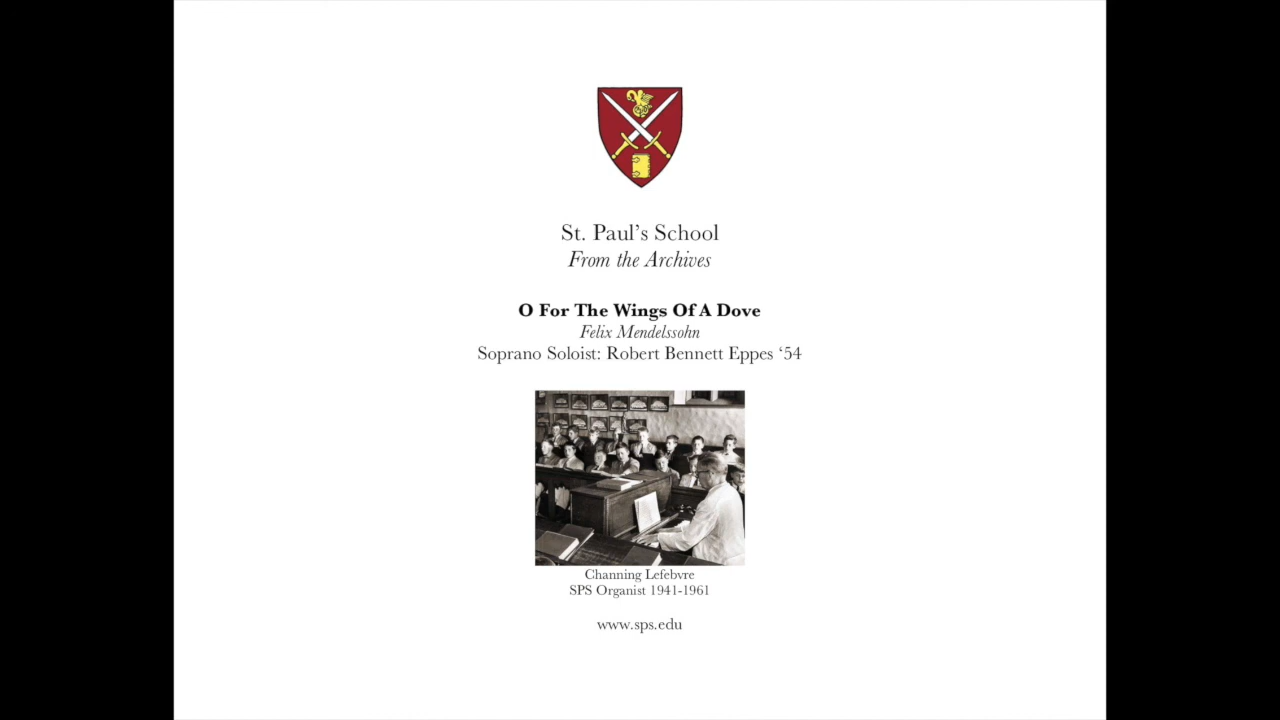 St. Paul’s School
From the Archives
O For The Wings Of A Dove
Felix Mendelssohn
Soprano Soloist: Robert Bennett Eppes ‘54
Channing Lefebvre
SPS Organist 1941-1961
www.sps.edu